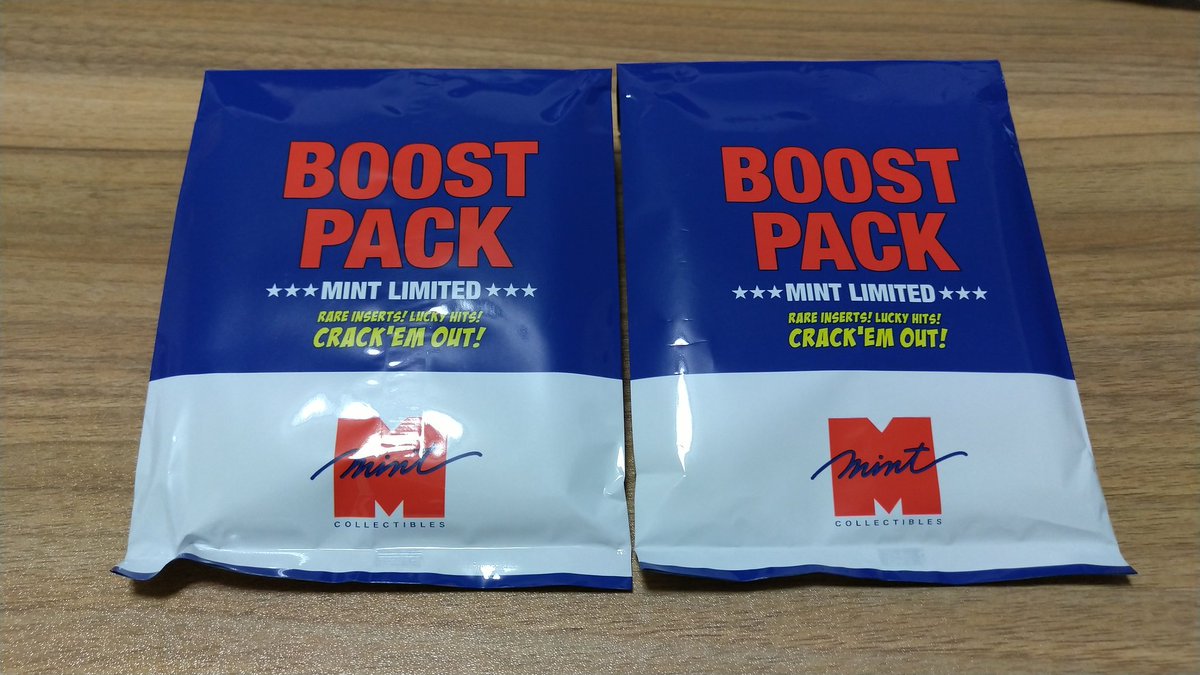 BOOST
PACK
★★★MINT LIMITED★★★
RARE INSERTS! LUCKY HITS!
CRACK'EM OUT!
M
mint
COLLECTIBLES
BOOST
PACK
★★★MINT LIMITED★★★
RARE INSERTS! LUCKY HITS!
CRACK'EM OUT!
M
mint
COLLECTIBLES